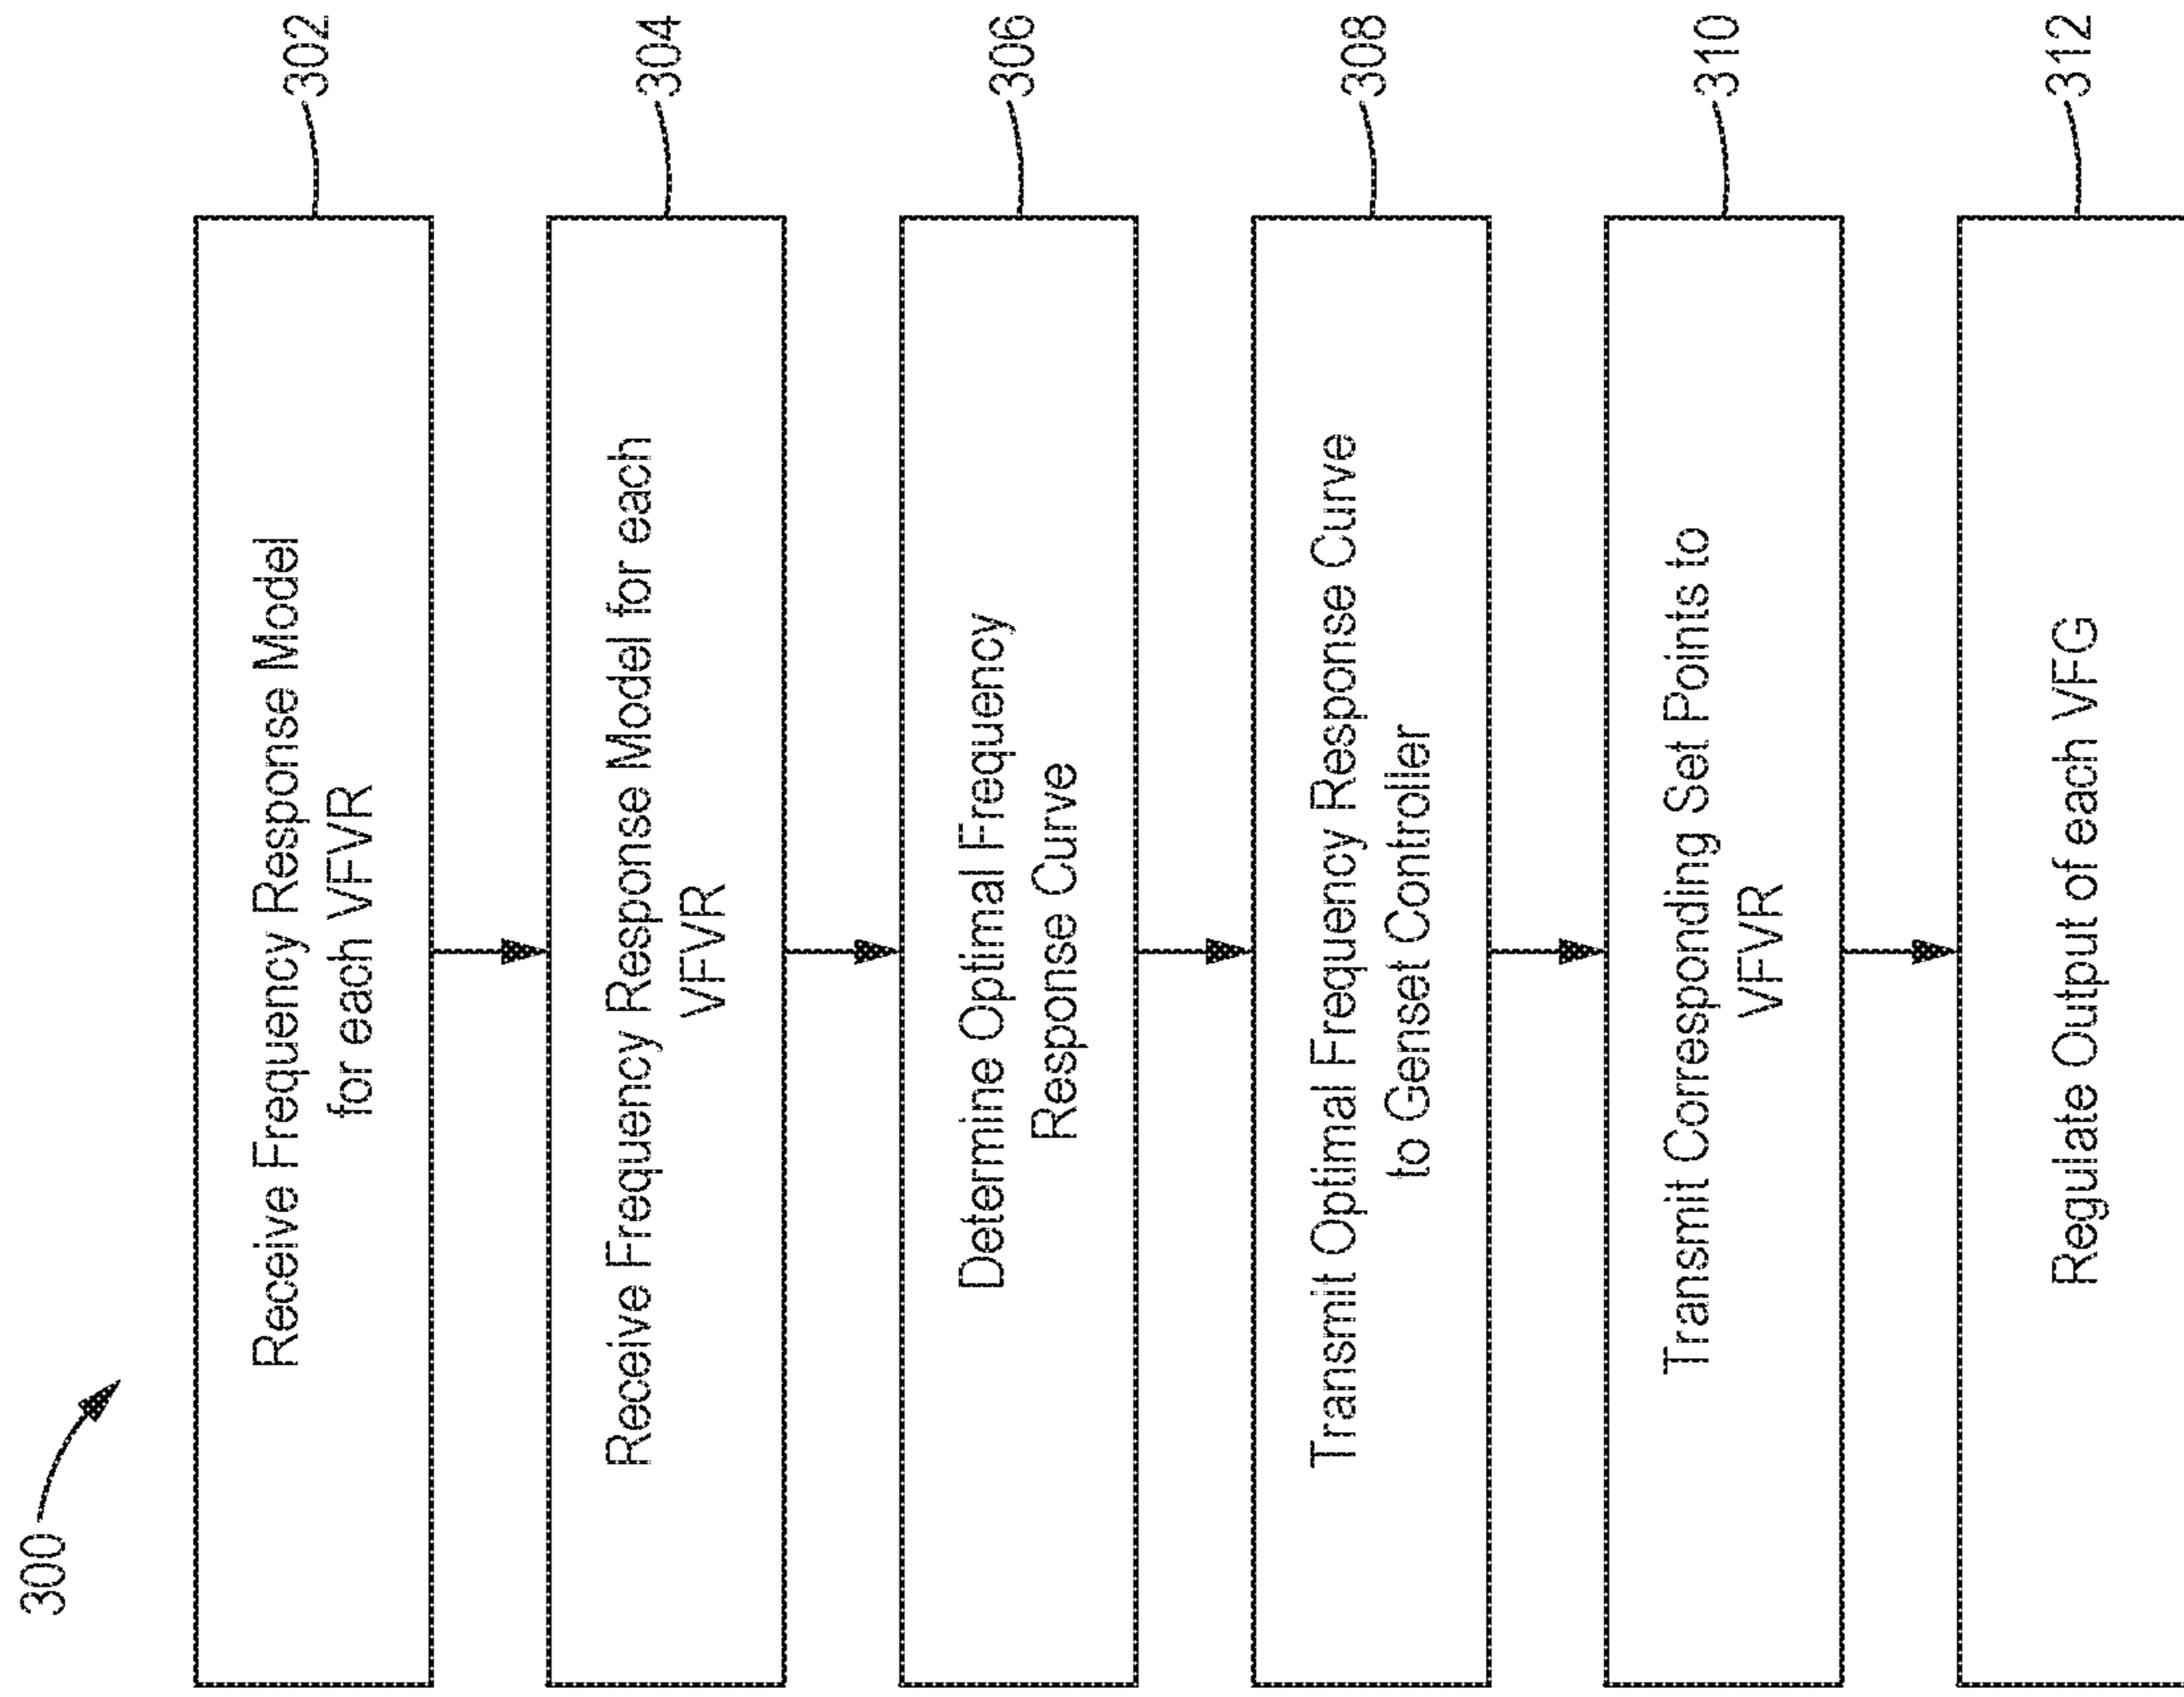 300
Receive Frequency Response Model
for each VFVR
302
Receive Frequency Response Model for each
VFVR
304
Determine Optimal Frequency
Response Curve
306
Transmit Optimal Frequency Response Curve
to Genset Controller
308
Transmit Corresponding Set Points to
VFVR
310
Regulate Output of each VFG
312